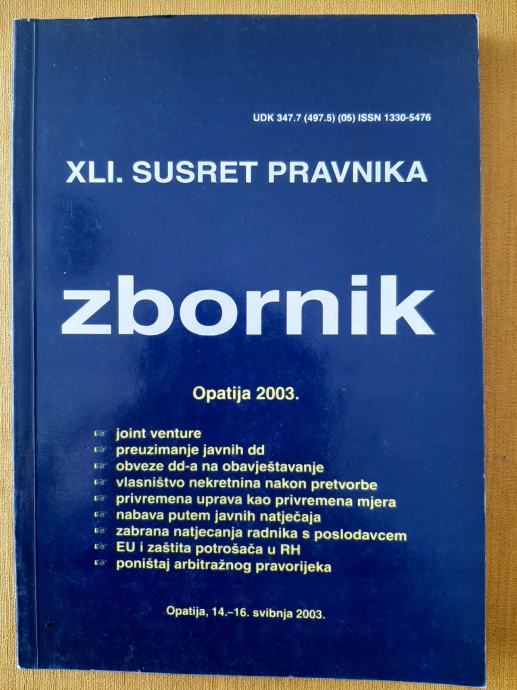 UDK 347.7 (497.5) (05) ISSN 1330-5476
XLI. SUSRET PRAVNIKA
zbornik
Opatija 2003.
☞ joint venture
☞ preuzimanje javnih dd
☞ obveze dd-a na obavještavanje
☞ vlasništvo nekretnina nakon pretvorbe
☞ privremena uprava kao privremena mjera
☞ nabava putem javnih natječaja
☞ zabrana natjecanja radnika s poslodavcem
☞ EU i zaštita potrošača u RH
☞ poništaj arbitražnog pravorijeka
Opatija, 14.–16. svibnja 2003.